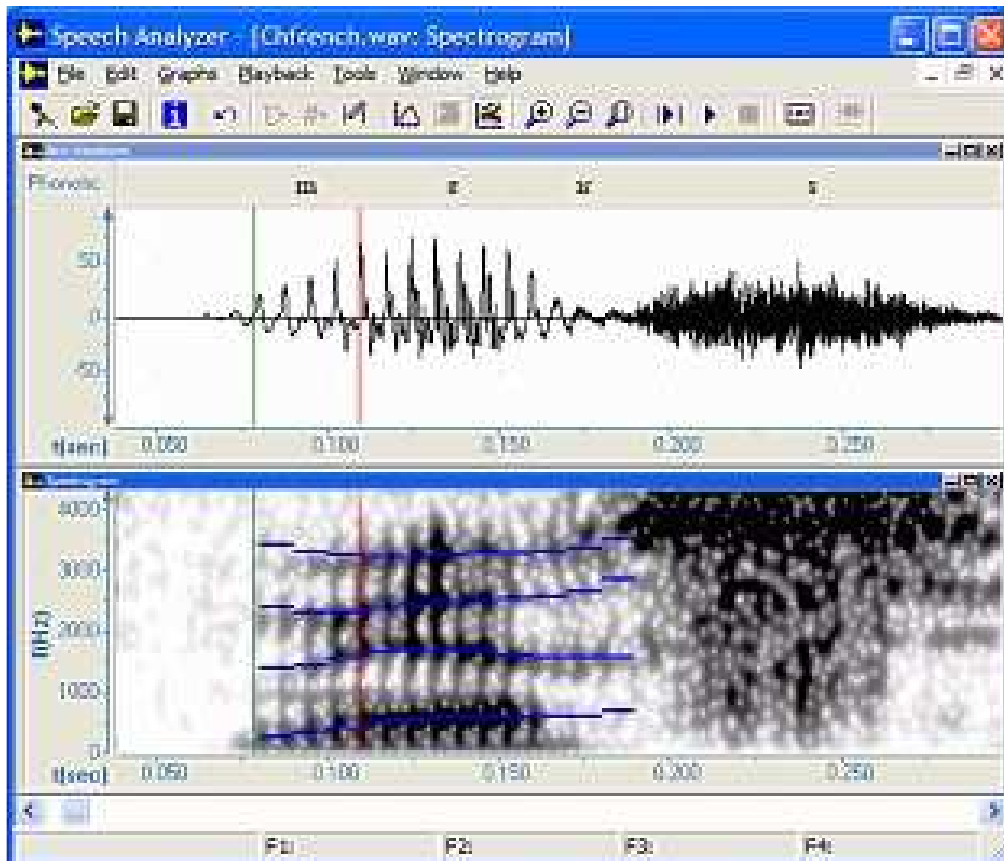 Speech Analyzer - [Chfrench.wav: Spectrogram]
File Edit Graphs Playback Tools Window Help
Phonetic
m s
50
0
-50
t(sec) 0.050 0.100 0.150 0.200 0.250
4000
3000
f(Hz)
2000
1000
0
t(sec) 0.050 0.100 0.150 0.200 0.250
F1: F2: F3: F4: